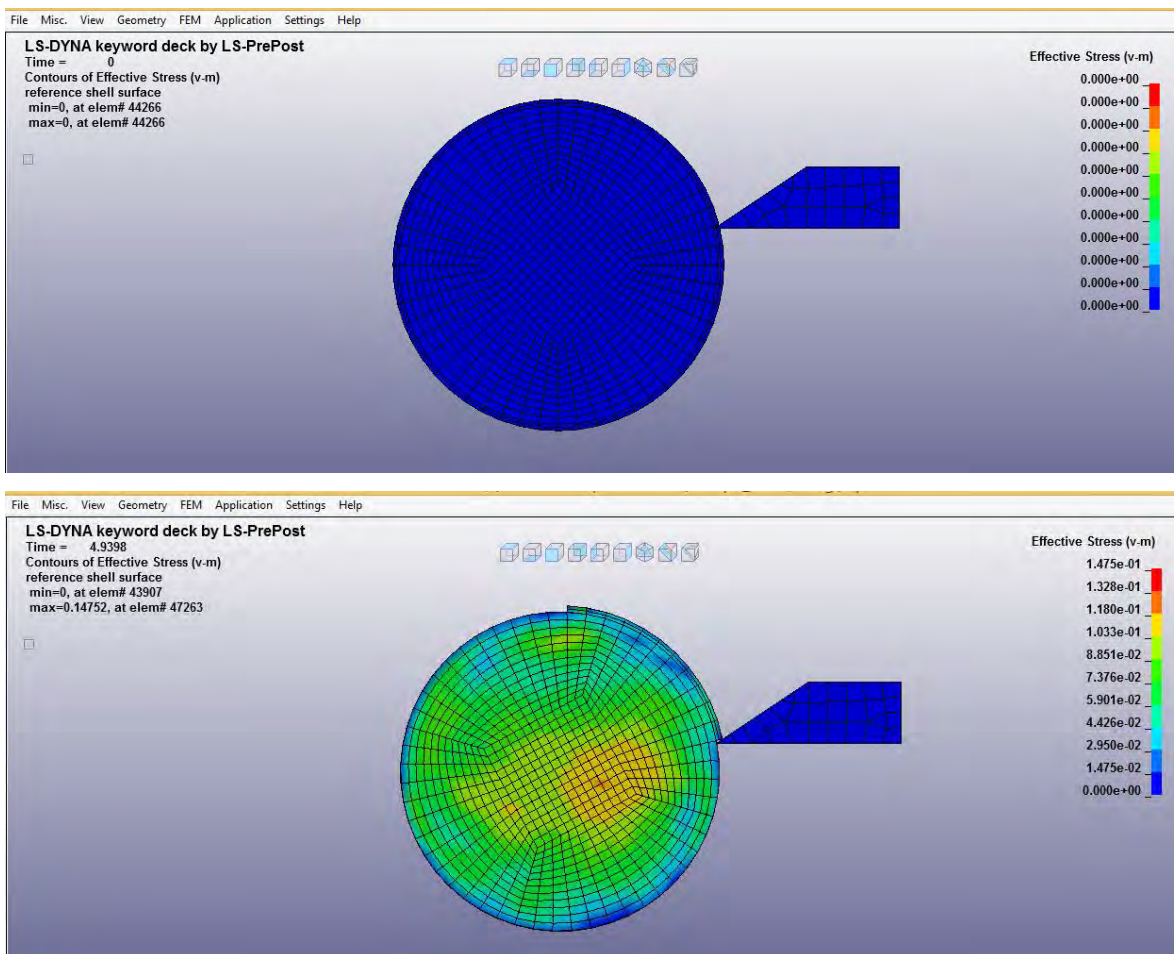 File Misc. View Geometry FEM Application Settings Help
LS-DYNA keyword deck by LS-PrePost
Time = 0
Contours of Effective Stress (v-m)
reference shell surface
min=0, at elem# 44266
max=0, at elem# 44266
Effective Stress (v-m)
0.000e+00
0.000e+00
0.000e+00
0.000e+00
0.000e+00
0.000e+00
0.000e+00
0.000e+00
0.000e+00
0.000e+00
0.000e+00
File Misc. View Geometry FEM Application Settings Help
LS-DYNA keyword deck by LS-PrePost
Time = 4.9398
Contours of Effective Stress (v-m)
reference shell surface
min=0, at elem# 43907
max=0.14752, at elem# 47263
Effective Stress (v-m)
1.475e-01
1.328e-01
1.180e-01
1.033e-01
8.851e-02
7.376e-02
5.901e-02
4.426e-02
2.950e-02
1.475e-02
0.000e+00